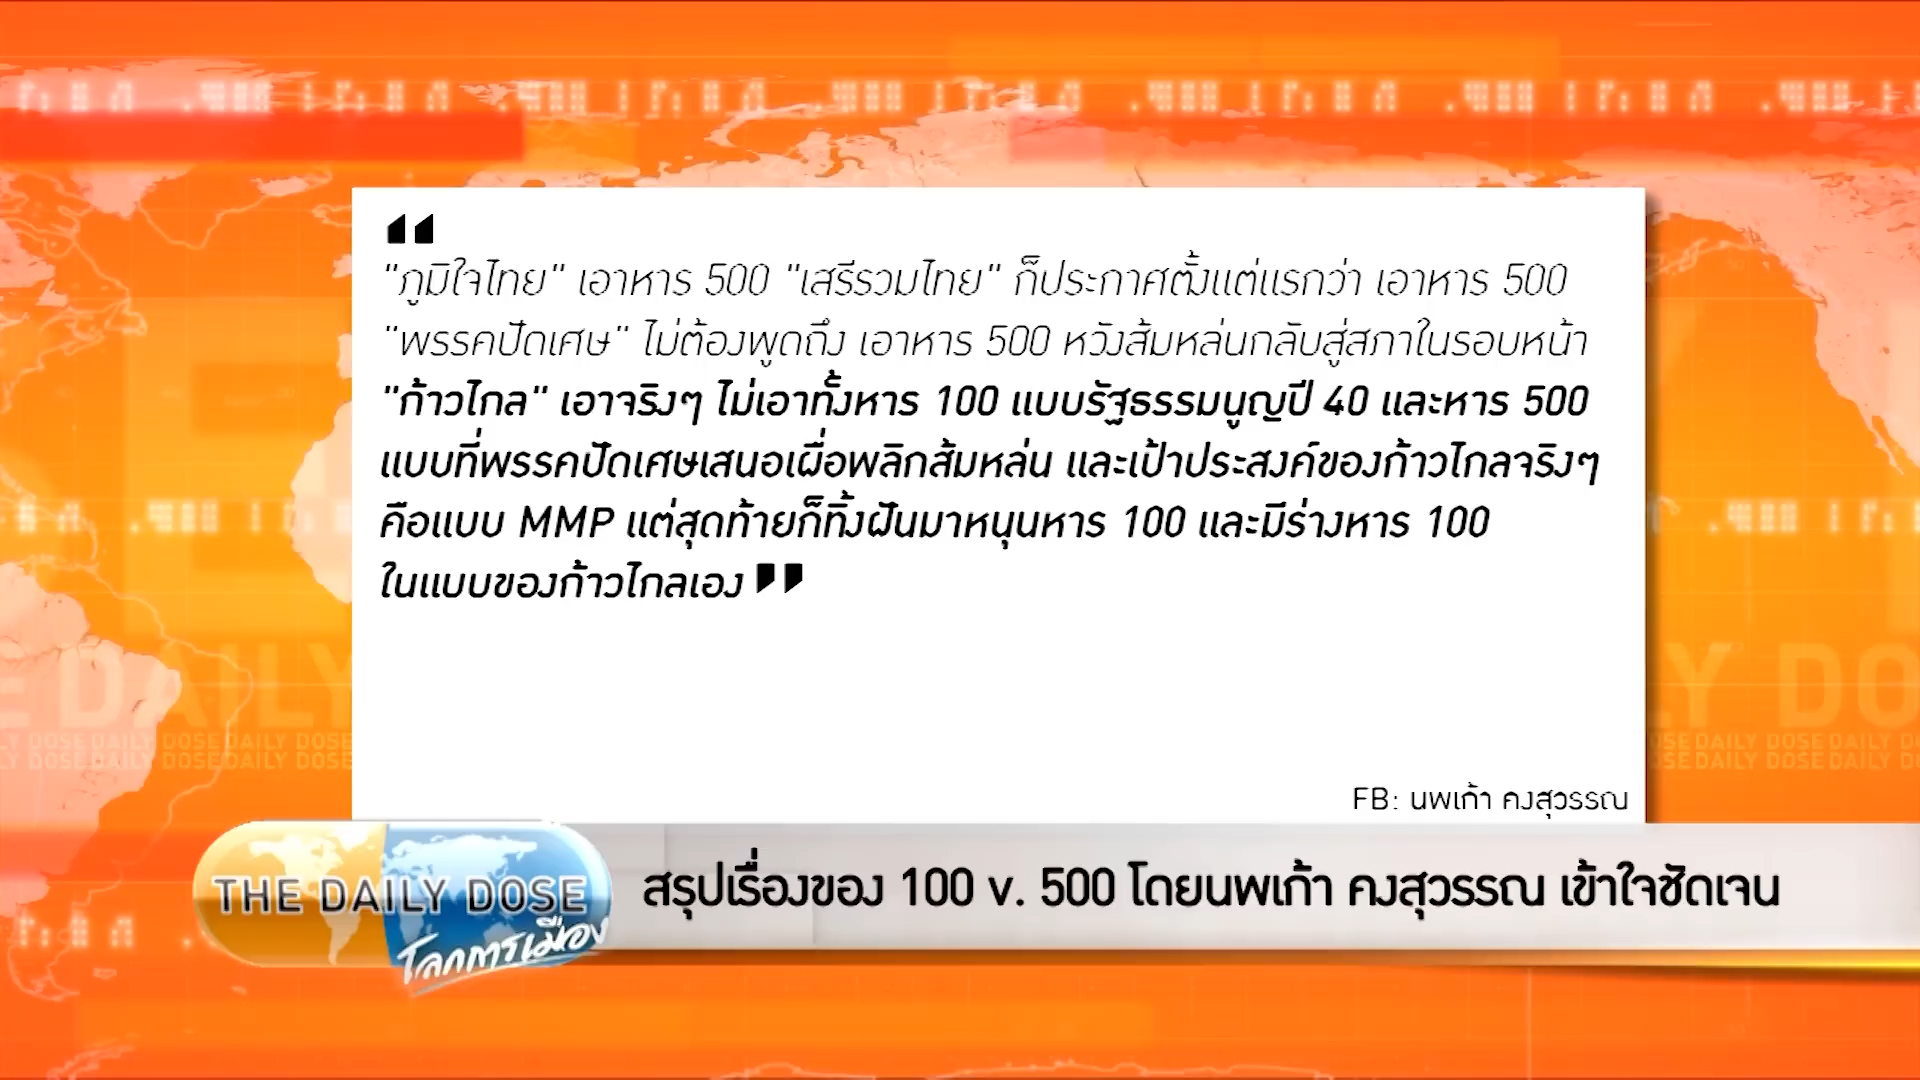 "ภูมิใจไทย" เอาหาร 500 "เสรีรวมไทย" ก็ประกาศตั้งแต่แรกว่า เอาหาร 500
"พรรคปัดเศษ" ไม่ต้องพูดถึง เอาหาร 500 หวังส้มหล่นกลับสู่สภาในรอบหน้า
"ก้าวไกล" เอาจริงๆ ไม่เอาทั้งหาร 100 แบบรัฐธรรมนูญปี 40 และหาร 500
แบบที่พรรคปัดเศษเสนอเผื่อพลิกส้มหล่น และเป้าประสงค์ของก้าวไกลจริงๆ
คือแบบ MMP แต่สุดท้ายก็ทิ้งฝันมาหนุนหาร 100 และมีร่างหาร 100
ในแบบของก้าวไกลเอง "
FB: นพเก้า คงสุวรรณ
THE DAILY DOSE
โลกการเมือง
สรุปเรื่องของ 100 v. 500 โดยนพเก้า คงสุวรรณ เข้าใจชัดเจน